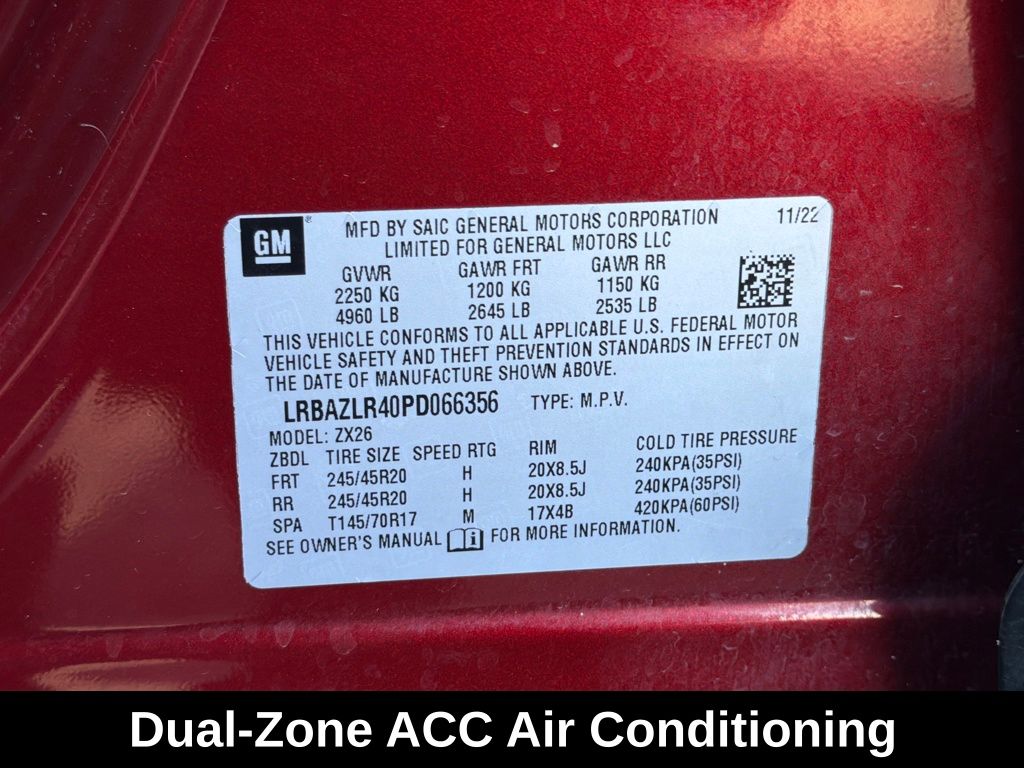 GM
MFD BY SAIC GENERAL MOTORS CORPORATION 11/22
LIMITED FOR GENERAL MOTORS LLC
GVWR GAWR FRT GAWR RR
2250 KG 1200 KG 1150 KG
4960 LB 2645 LB 2535 LB
THIS VEHICLE CONFORMS TO ALL APPLICABLE U.S. FEDERAL MOTOR
VEHICLE SAFETY AND THEFT PREVENTION STANDARDS IN EFFECT ON
THE DATE OF MANUFACTURE SHOWN ABOVE.
LRBAZLR40PD066356 TYPE: M.P.V.
MODEL: ZX26
ZBDL TIRE SIZE SPEED RTG RIM COLD TIRE PRESSURE
FRT 245/45R20 H 20X8.5J 240KPA(35PSI)
RR 245/45R20 H 20X8.5J 240KPA(35PSI)
SPA T145/70R17 M 17X4B 420KPA(60PSI)
SEE OWNER'S MANUAL FOR MORE INFORMATION.
Dual-Zone ACC Air Conditioning